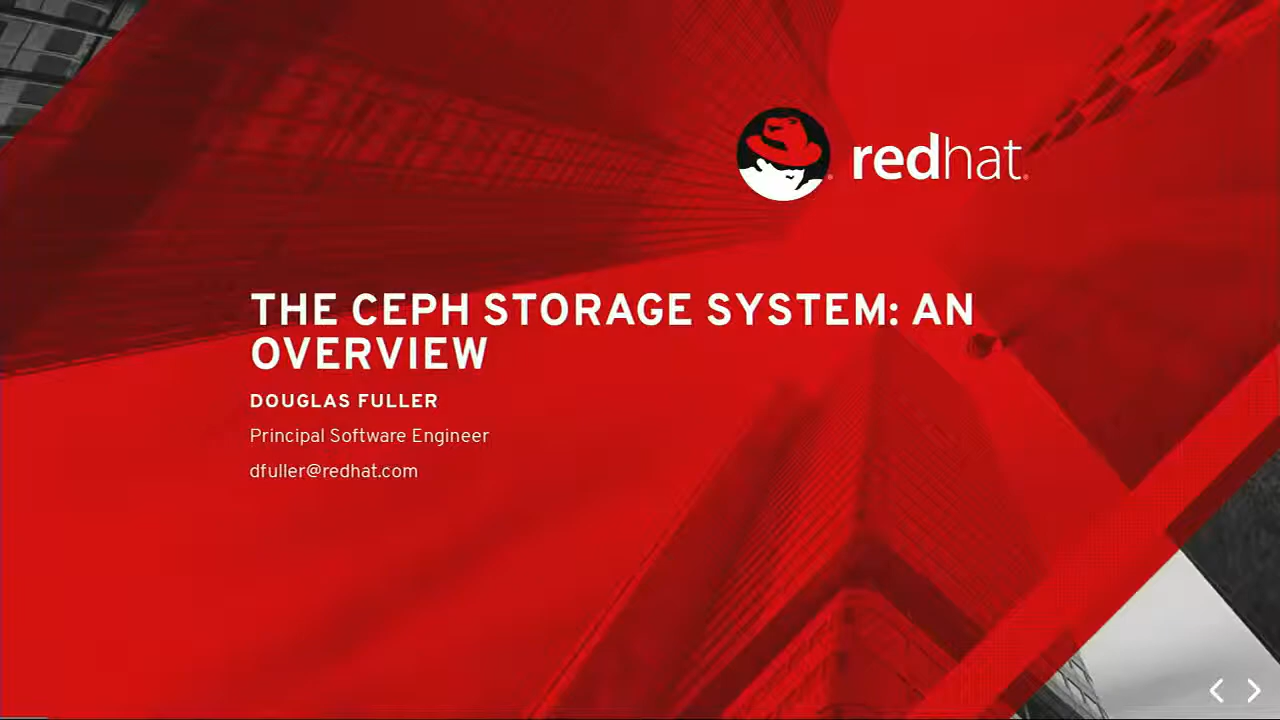 redhat.
THE CEPH STORAGE SYSTEM: AN
OVERVIEW
DOUGLAS FULLER
Principal Software Engineer
dfuller@redhat.com